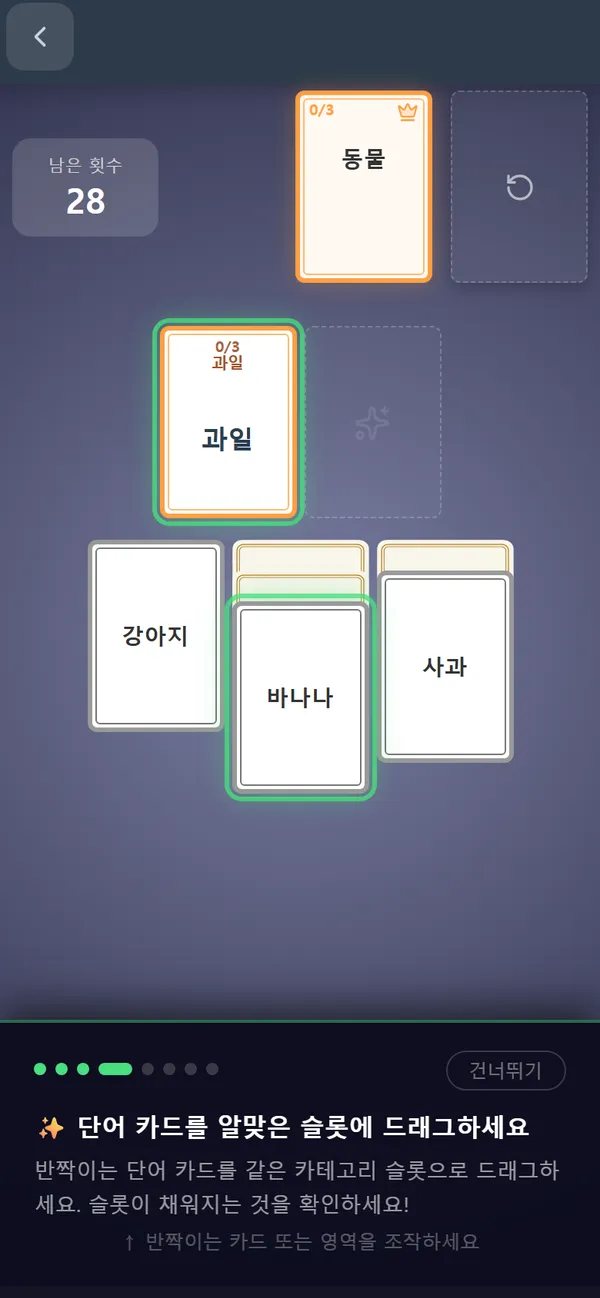 0/3
동물
남은 횟수
28
0/3
과일
과일
강아지
바나나
사과
건너뛰기
✨ 단어 카드를 알맞은 슬롯에 드래그하세요
반짝이는 단어 카드를 같은 카테고리 슬롯으로 드래그하
세요. 슬롯이 채워지는 것을 확인하세요!
↑ 반짝이는 카드 또는 영역을 조작하세요